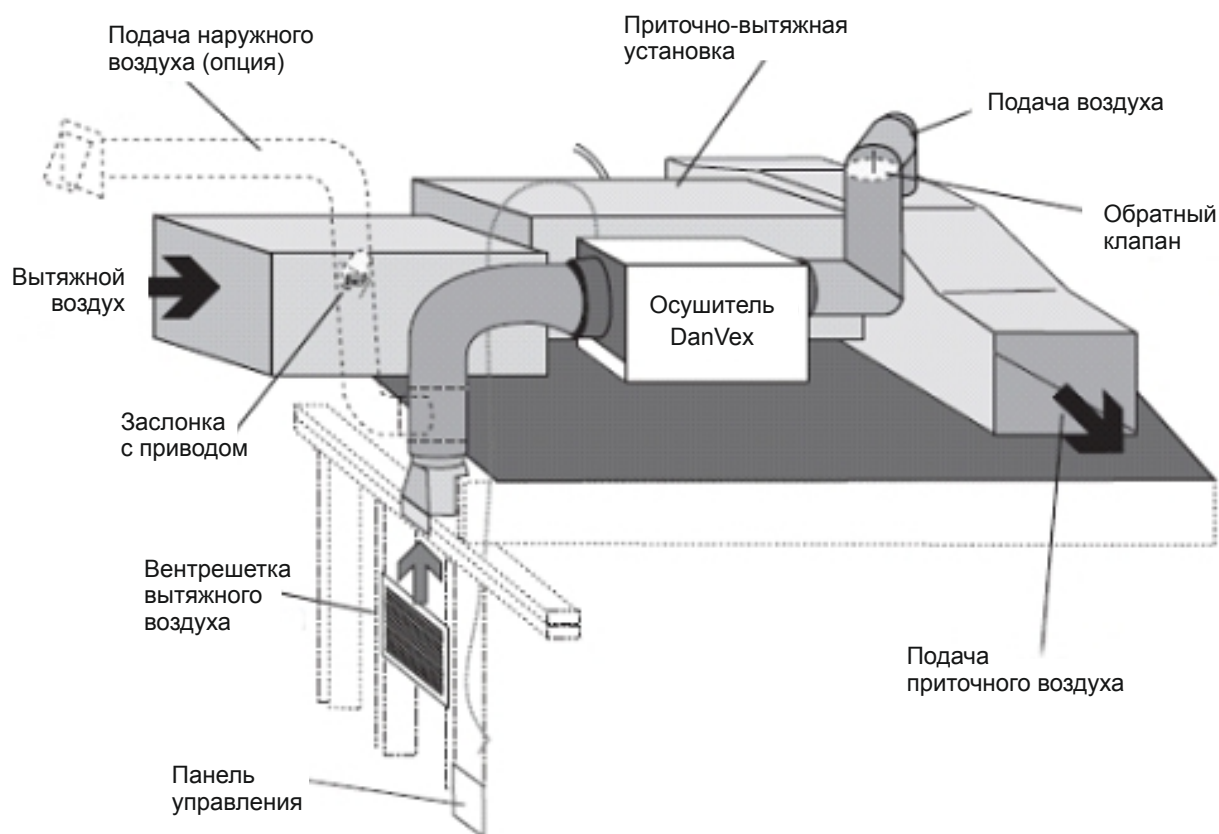 Подача наружного
воздуха (опция)
Приточно-вытяжная
установка
Подача воздуха
Обратный
клапан
Вытяжной
воздух
Осушитель
DanVex
Заслонка
с приводом
Вентрешетка
вытяжного
воздуха
Подача
приточного воздуха
Панель
управления